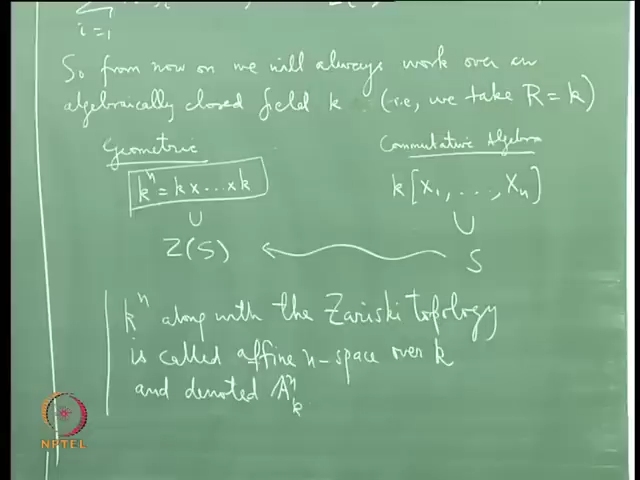 i=1
So from now on we will always work over an
algebraically closed field k. (i.e., we take R = k)
Geometric Commutative Algebra
kⁿ = k x ... x k k[X₁, ..., Xₙ]
∪ ∪
Z(S) S
kⁿ along with the Zariski topology
is called affine n-space over k
and denoted 𝔸ⁿₖ
NPTEL